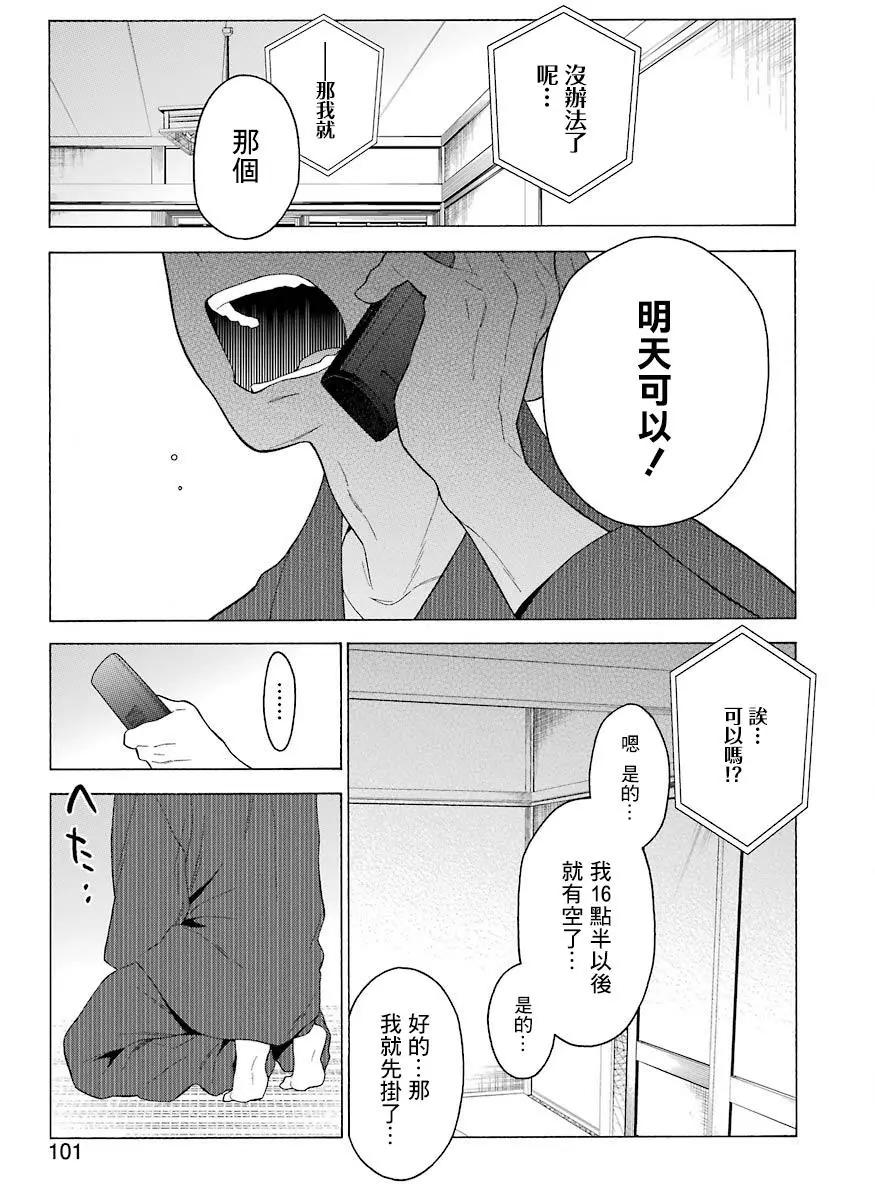 沒辦法了
呢…
——那我就
那個
明天可以！
誒…
可以嗎!?
嗯 是的…
我16點半以後
就有空了…
是的…
好的…那
我就先掛了…
……
へた…
101